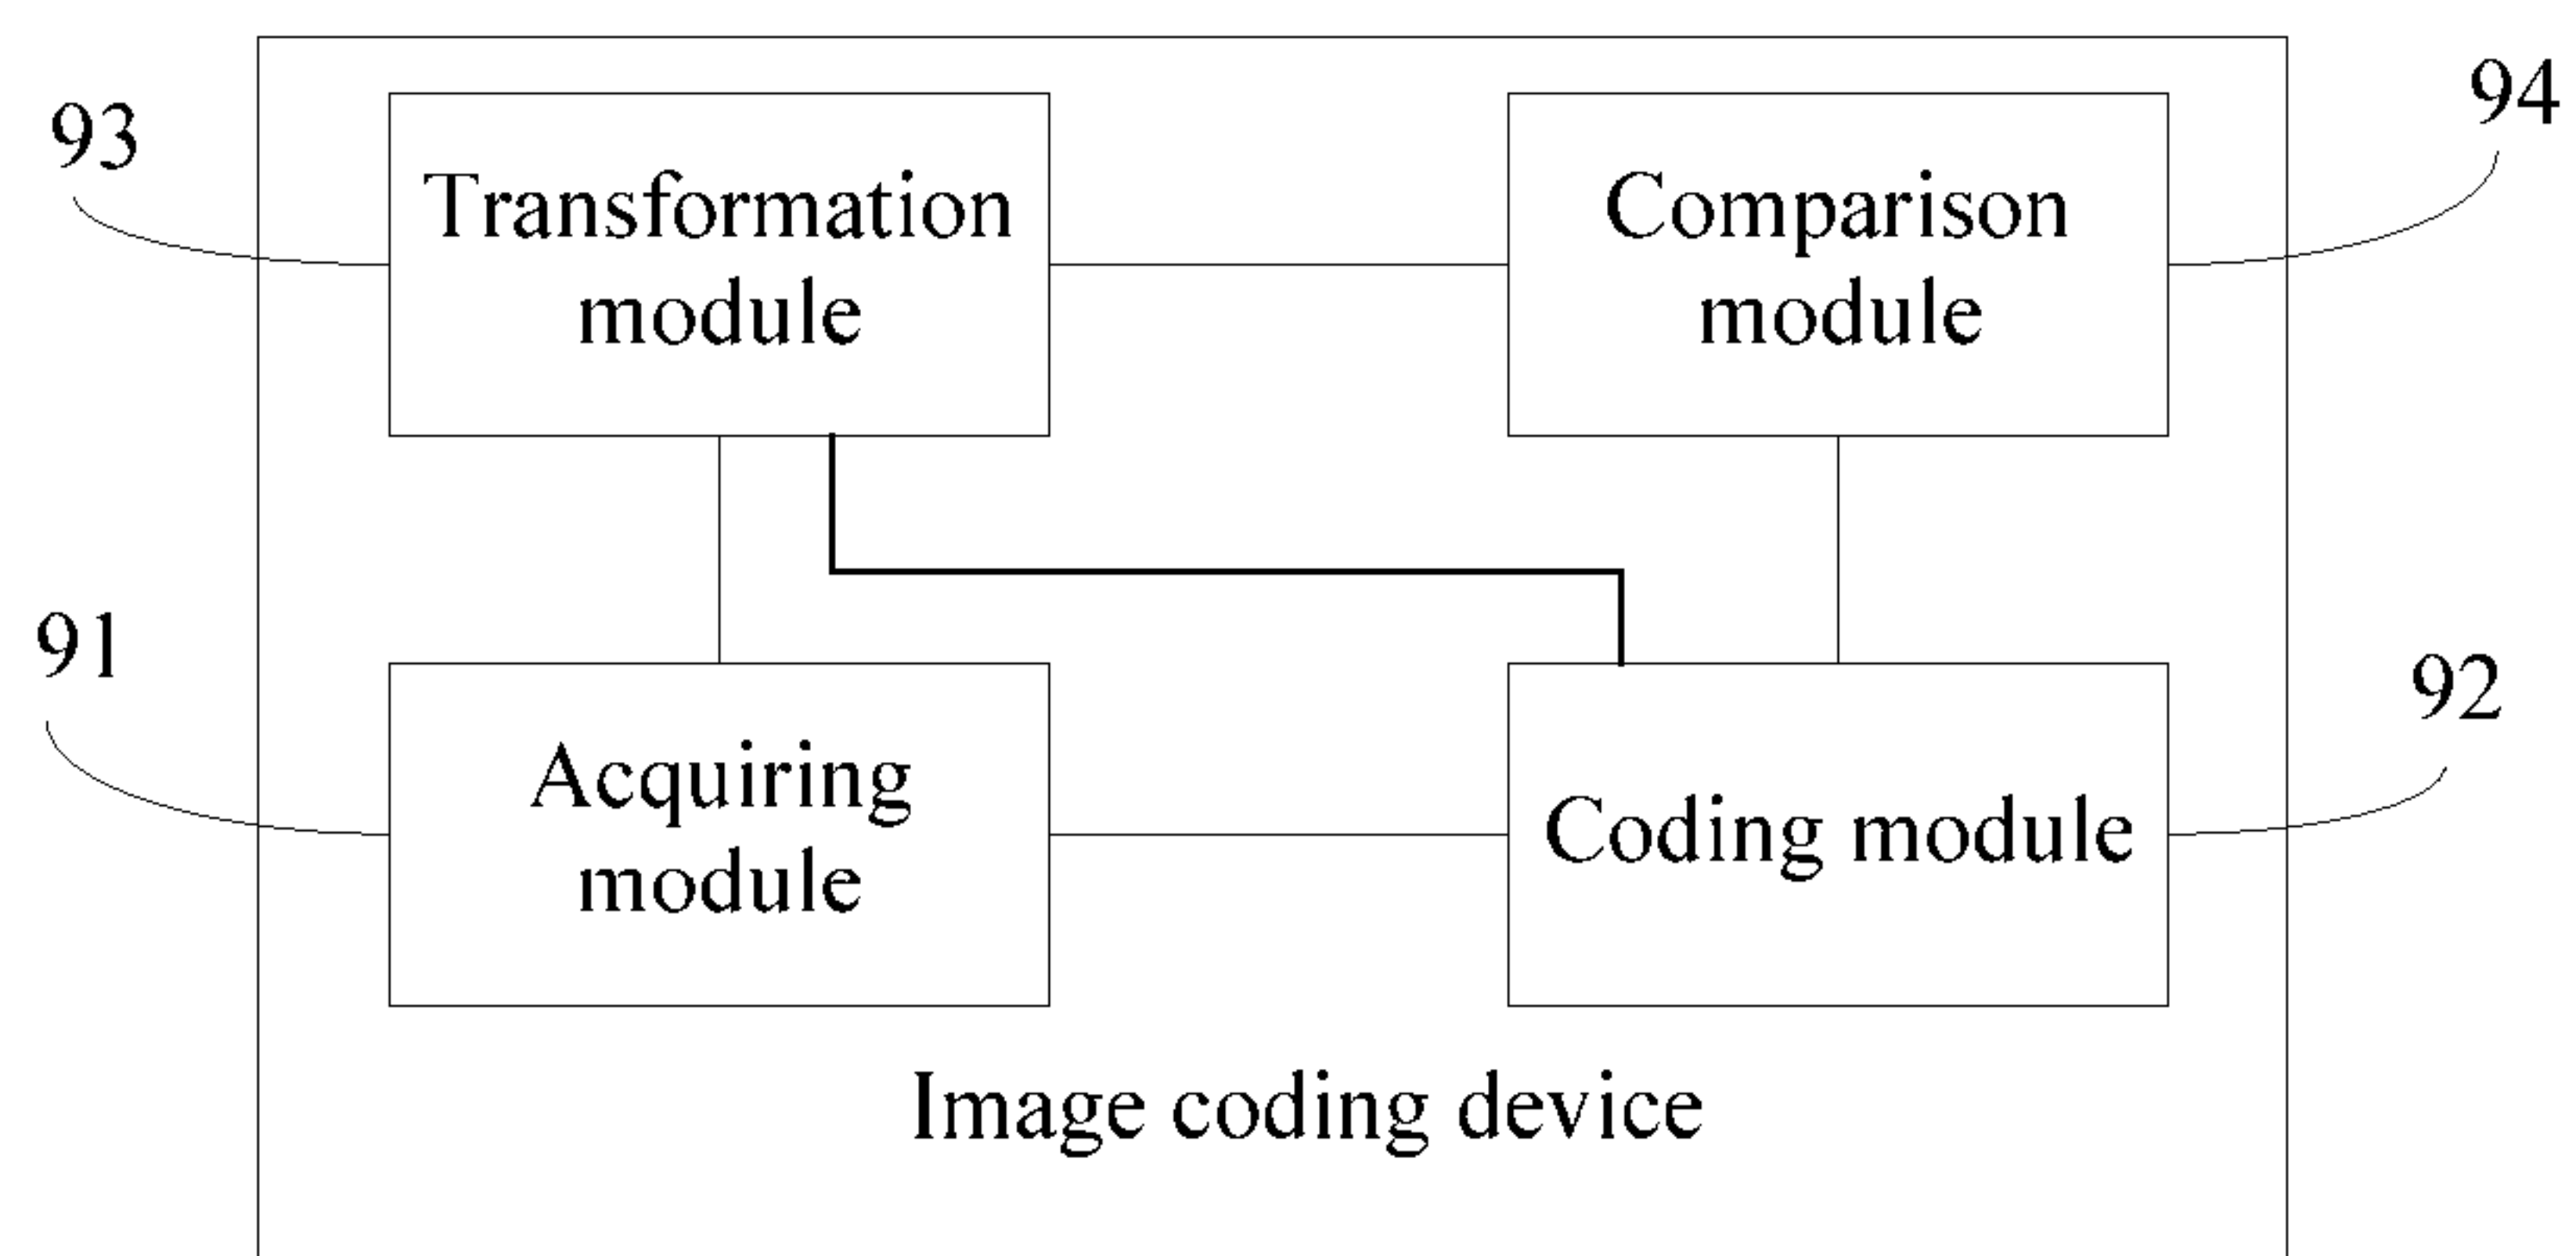 93
94
Transformation
module
Comparison
module
91
92
Acquiring
module
Coding module
Image coding device